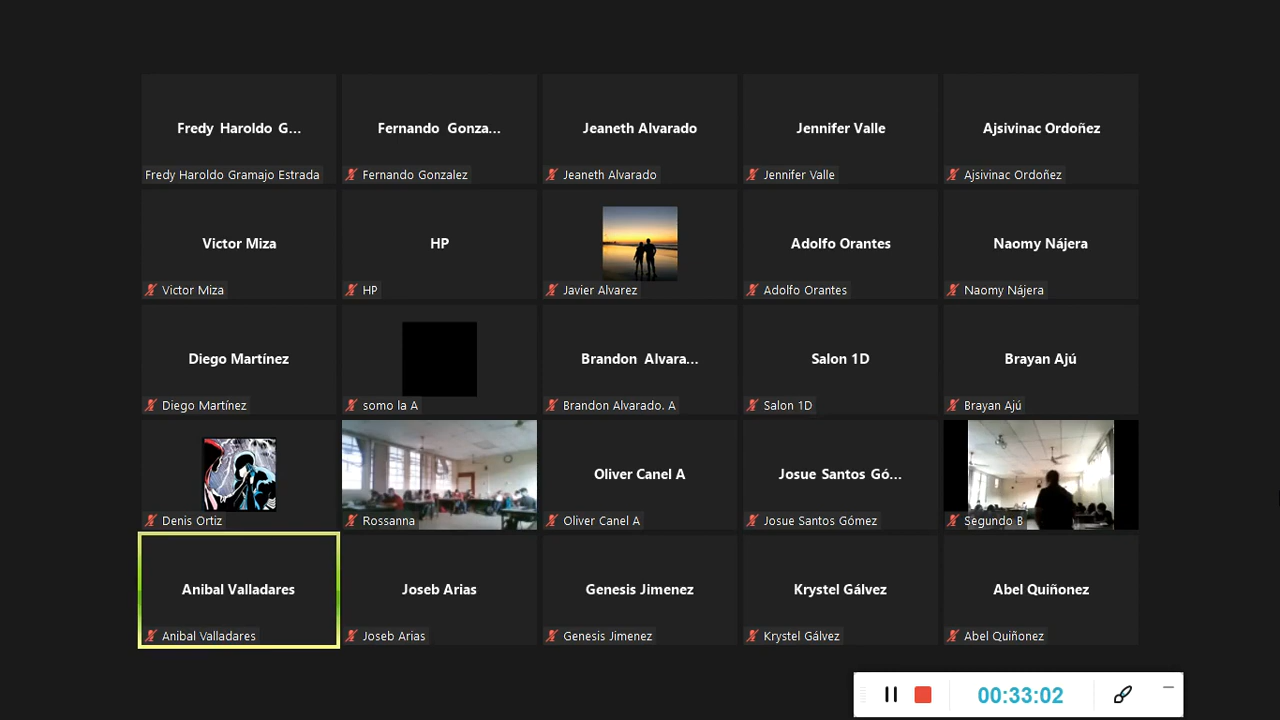 Fredy Haroldo G...
Fredy Haroldo Gramajo Estrada
Fernando Gonza...
Fernando Gonzalez
Jeaneth Alvarado
Jeaneth Alvarado
Jennifer Valle
Jennifer Valle
Ajsivinac Ordoñez
Ajsivinac Ordoñez
Victor Miza
Victor Miza
HP
HP
Javier Alvarez
Adolfo Orantes
Adolfo Orantes
Naomy Nájera
Naomy Nájera
Diego Martínez
Diego Martínez
somo la A
Brandon Alvara...
Brandon Alvarado. A
Salon 1D
Salon 1D
Brayan Ajú
Brayan Ajú
Denis Ortiz
Rossanna
Oliver Canel A
Oliver Canel A
Josue Santos Gó...
Josue Santos Gómez
Segundo B
Anibal Valladares
Anibal Valladares
Joseb Arias
Joseb Arias
Genesis Jimenez
Genesis Jimenez
Krystel Gálvez
Krystel Gálvez
Abel Quiñonez
Abel Quiñonez
00:33:02